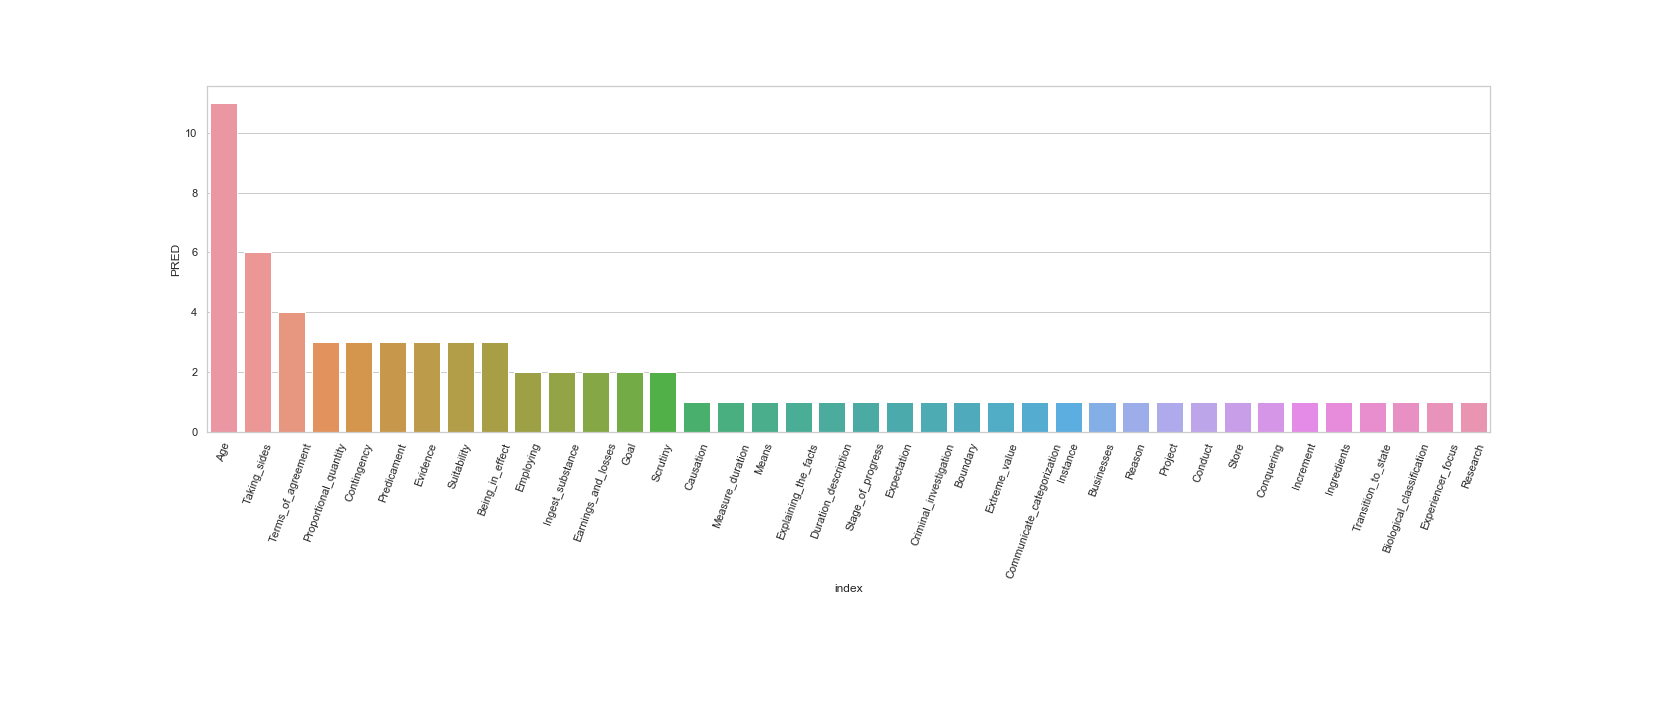 10
8
6
4
2
0
PRED
Age
Taking_sides
Terms_of_agreement
Proportional_quantity
Contingency
Predicament
Evidence
Suitability
Being_in_effect
Employing
Ingest_substance
Earnings_and_losses
Goal
Scrutiny
Causation
Measure_duration
Means
Explaining_the_facts
Duration_description
Stage_of_progress
Expectation
Criminal_investigation
Boundary
Extreme_value
Communicate_categorization
Instance
Businesses
Reason
Project
Conduct
Store
Conquering
Increment
Ingredients
Transition_to_state
Biological_classification
Experiencer_focus
Research
index